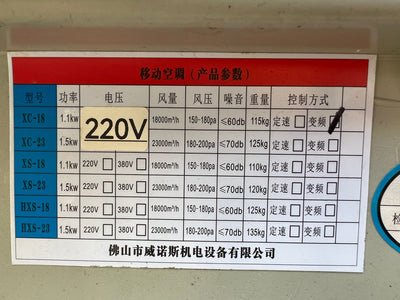 移动空调（产品参数）
型号 功率 电压 风量 风压 噪音 重量 控制方式
XC-18 1.1kw 220V 18000m³/h 150-180pa ≤60db 115kg 定速 变频
XC-23 1.5kw 23000m³/h 180-200pa ≤70db 125kg 定速 变频
XS-18 1.1kw 220V 380V 18000m³/h 150-180pa ≤60db 110kg 定速 变频
XS-23 1.5kw 220V 380V 23000m³/h 180-200pa ≤70db 120kg 定速 变频
HXS-18 1.1kw 220V 380V 18000m³/h 150-180pa ≤60db 125kg 定速 变频
HXS-23 1.5kw 220V 380V 23000m³/h 180-200pa ≤70db 135kg 定速 变频
佛山市威诺斯机电设备有限公司
检